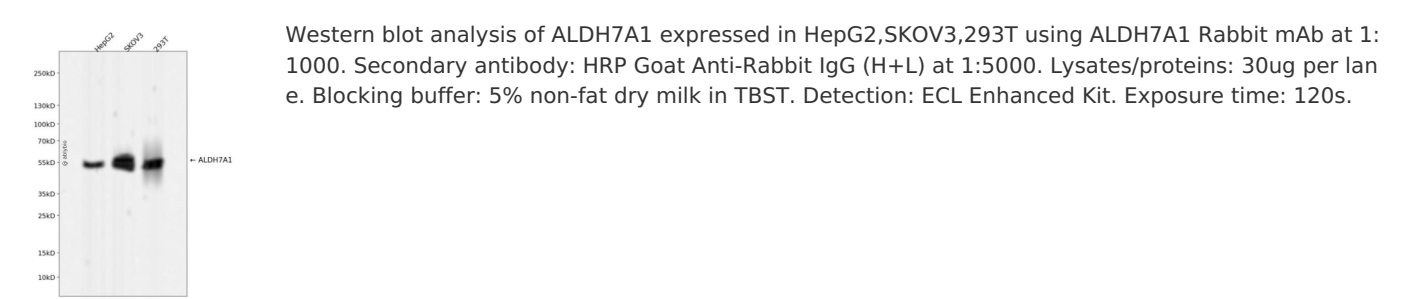 HepG2
SKOV3
293T
250kD
130kD
100kD
70kD
55kD
35kD
25kD
15kD
10kD
← ALDH7A1
Western blot analysis of ALDH7A1 expressed in HepG2,SKOV3,293T using ALDH7A1 Rabbit mAb at 1:
1000. Secondary antibody: HRP Goat Anti-Rabbit IgG (H+L) at 1:5000. Lysates/proteins: 30ug per lan
e. Blocking buffer: 5% non-fat dry milk in TBST. Detection: ECL Enhanced Kit. Exposure time: 120s.